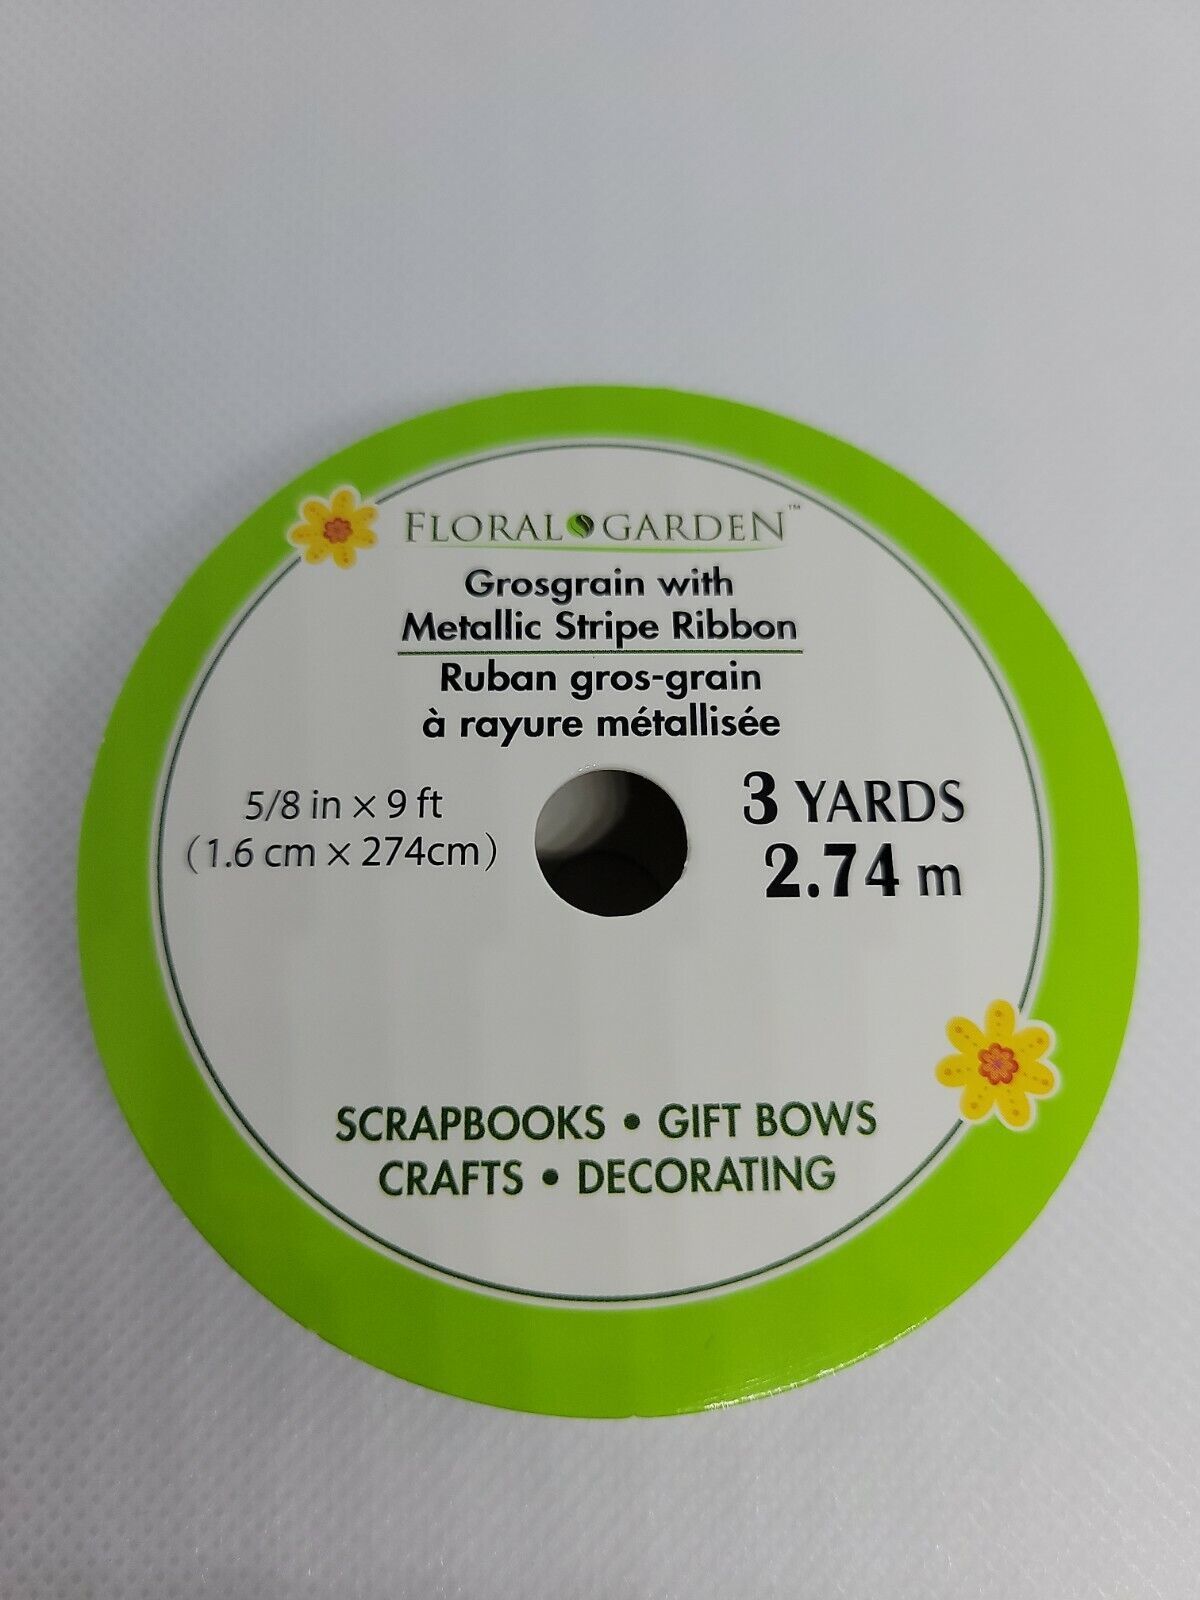 FLORAL GARDEN™
Grosgrain with
Metallic Stripe Ribbon
Ruban gros-grain
à rayure métallisée
5/8 in × 9 ft
(1.6 cm × 274cm)
3 YARDS
2.74 m
SCRAPBOOKS • GIFT BOWS
CRAFTS • DECORATING